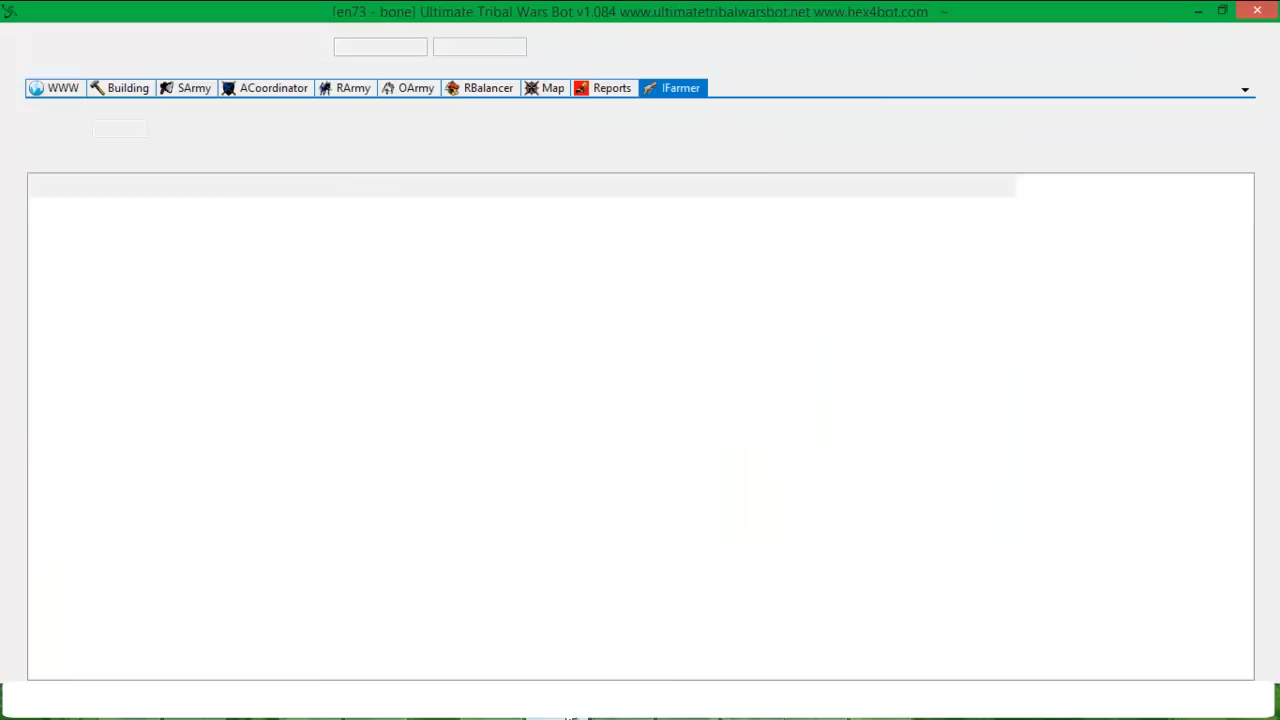 [en73 - bone] Ultimate Tribal Wars Bot v1.084 www.ultimatetribalwarsbot.net www.hex4bot.com ~
WWW Building SArmy ACoordinator RArmy OArmy RBalancer Map Reports IFarmer